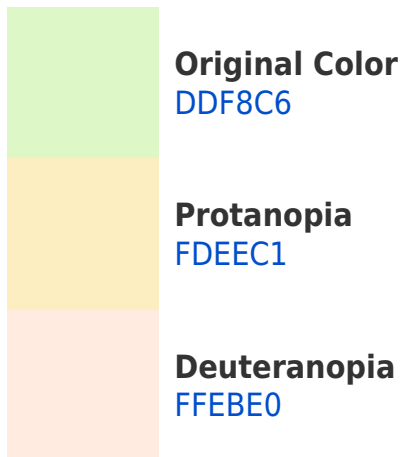 Original Color
DDF8C6
Protanopia
FDEEC1
Deuteranopia
FFEBE0